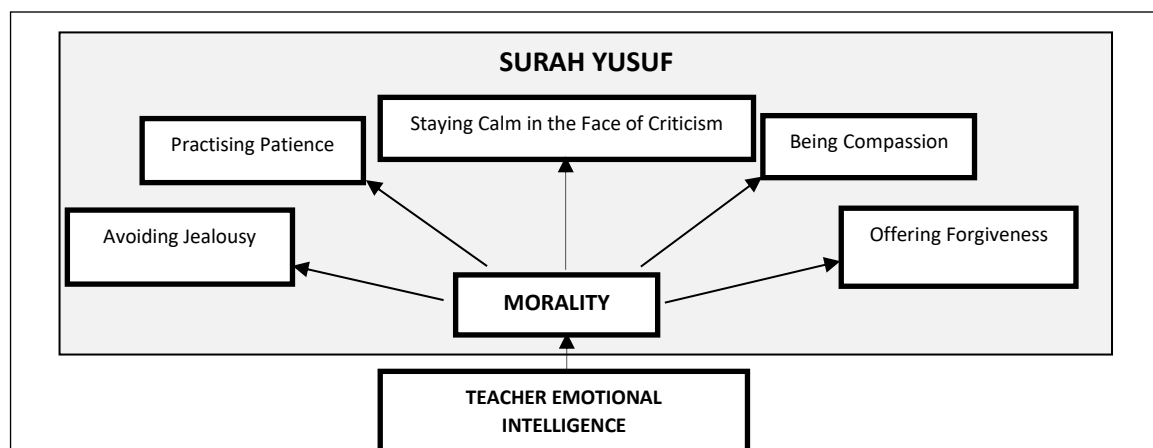 SURAH YUSUF
Staying Calm in the Face of Criticism
Practising Patience
Being Compassion
Avoiding Jealousy
Offering Forgiveness
MORALITY
TEACHER EMOTIONAL
INTELLIGENCE